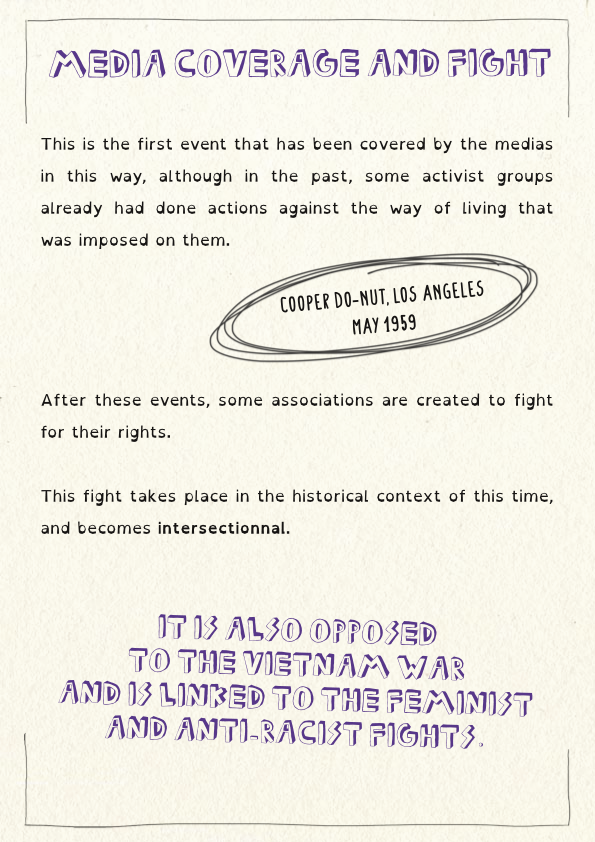 MEDIA COVERAGE AND FIGHT
This is the first event that has been covered by the medias
in this way, although in the past, some activist groups
already had done actions against the way of living that
was imposed on them.
COOPER DO-NUT, LOS ANGELES
MAY 1959
After these events, some associations are created to fight
for their rights.
This fight takes place in the historical context of this time,
and becomes intersectionnal.
IT IS ALSO OPPOSED
TO THE VIETNAM WAR
AND IS LINKED TO THE FEMINIST
AND ANTI-RACIST FIGHTS.